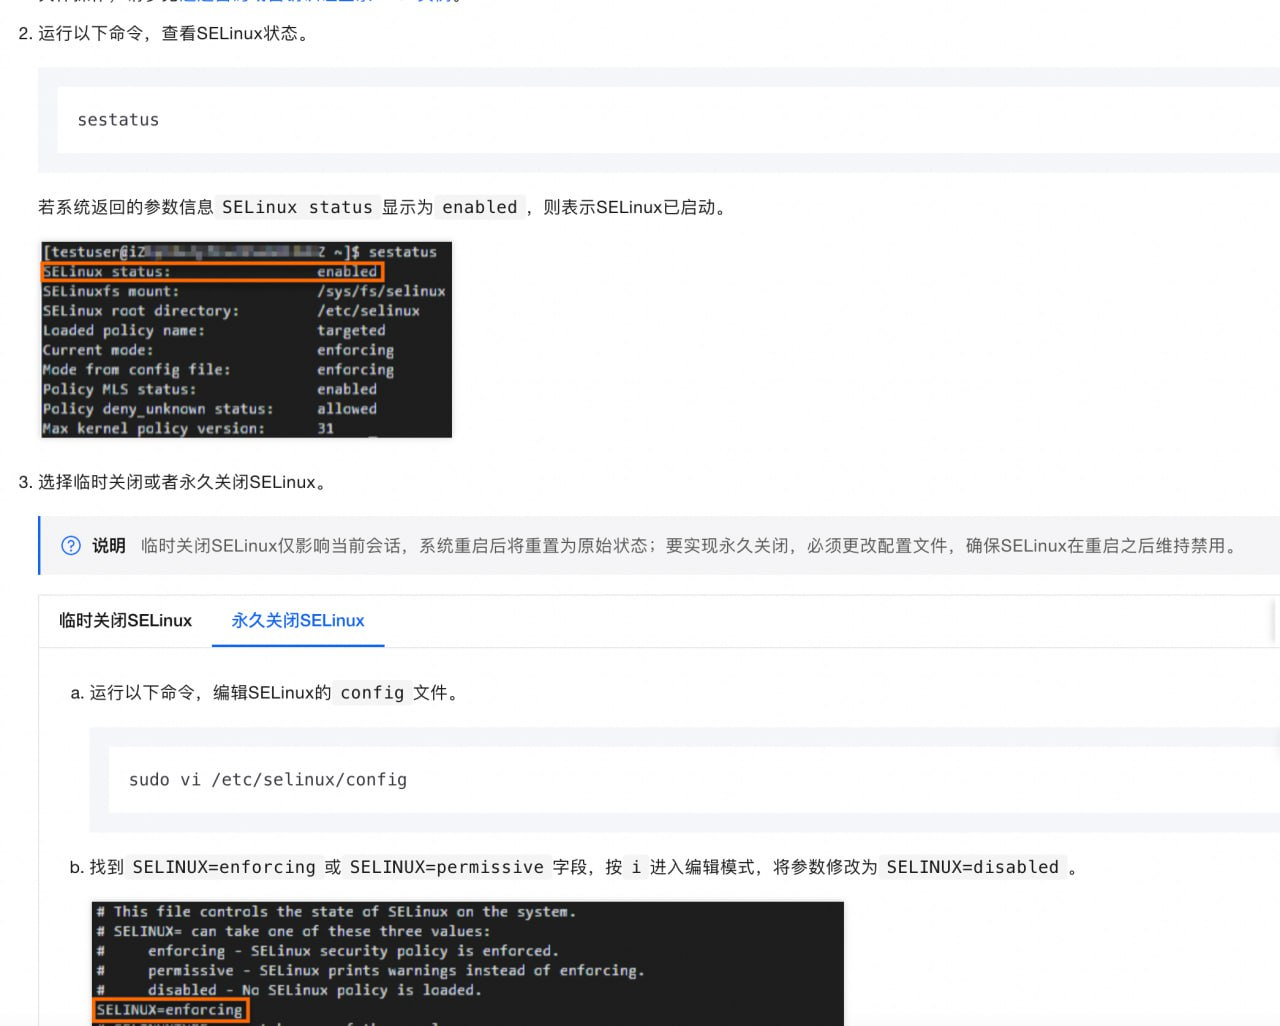 2. 运行以下命令，查看SELinux状态。
sestatus
若系统返回的参数信息 SELinux status 显示为 enabled ，则表示SELinux已启动。
[testuser@iZ Z ~]$ sestatus
SELinux status: enabled
SELinuxfs mount: /sys/fs/selinux
SELinux root directory: /etc/selinux
Loaded policy name: targeted
Current mode: enforcing
Mode from config file: enforcing
Policy MLS status: enabled
Policy deny_unknown status: allowed
Max kernel policy version: 31
3. 选择临时关闭或者永久关闭SELinux。
说明 临时关闭SELinux仅影响当前会话，系统重启后将重置为原始状态；要实现永久关闭，必须更改配置文件，确保SELinux在重启之后维持禁用。
临时关闭SELinux 永久关闭SELinux
a. 运行以下命令，编辑SELinux的 config 文件。
sudo vi /etc/selinux/config
b. 找到 SELINUX=enforcing 或 SELINUX=permissive 字段，按 i 进入编辑模式，将参数修改为 SELINUX=disabled 。
# This file controls the state of SELinux on the system.
# SELINUX= can take one of these three values:
# enforcing - SELinux security policy is enforced.
# permissive - SELinux prints warnings instead of enforcing.
# disabled - No SELinux policy is loaded.
SELINUX=enforcing